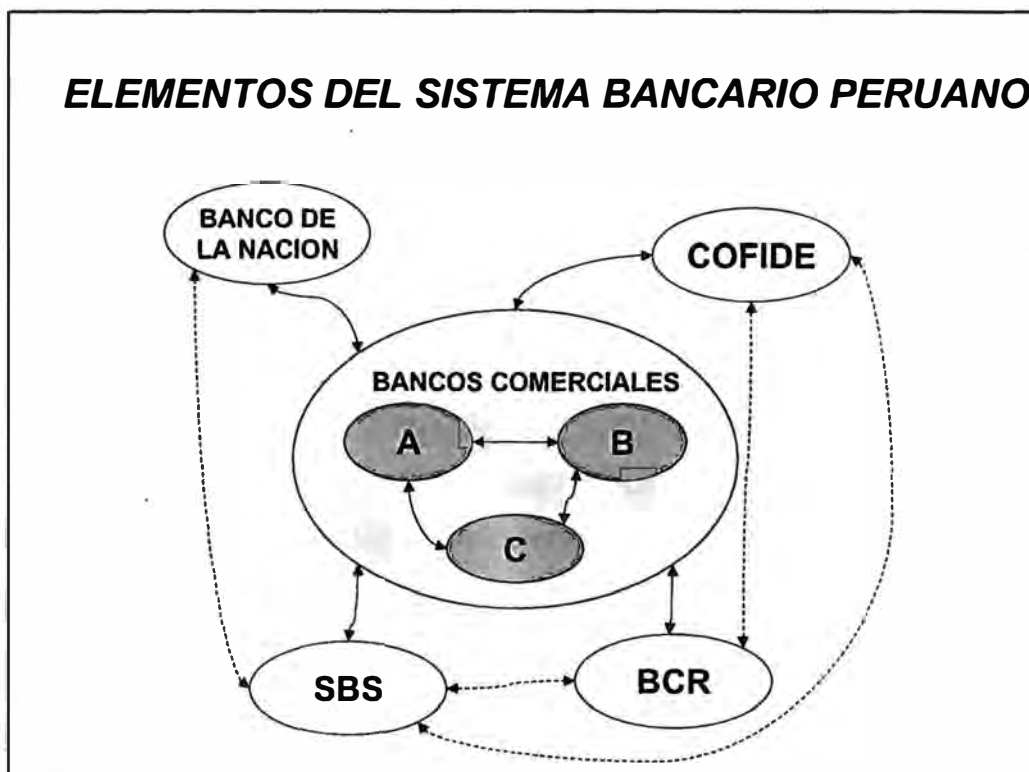 ELEMENTOS DEL SISTEMA BANCARIO PERUANO
BANCO DE
LA NACION
COFIDE
BANCOS COMERCIALES
A
B
C
SBS
BCR